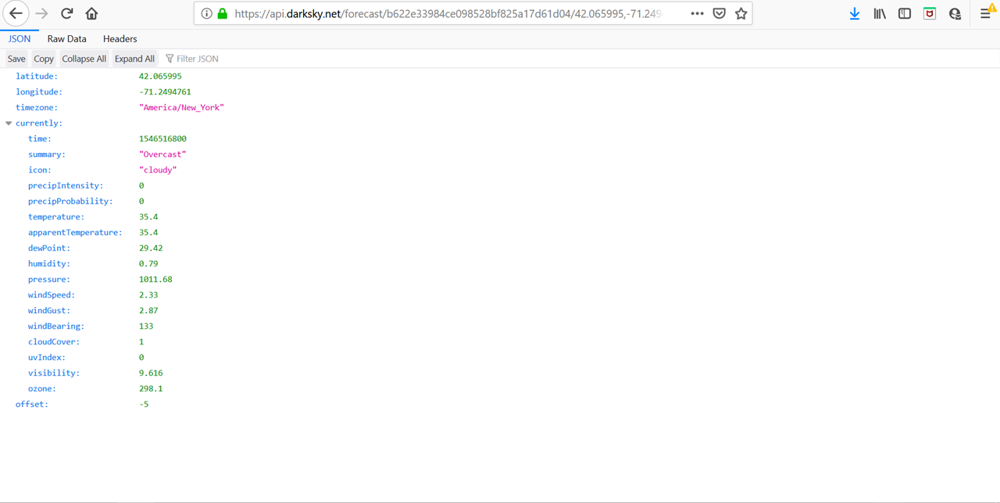 https://api.darksky.net/forecast/b622e33984ce098528bf825a17d61d04/42.065995,-71.249
JSON Raw Data Headers
Save Copy Collapse All Expand All Filter JSON
latitude: 42.065995
longitude: -71.2494761
timezone: "America/New_York"
currently:
time: 1546516800
summary: "Overcast"
icon: "cloudy"
precipIntensity: 0
precipProbability: 0
temperature: 35.4
apparentTemperature: 35.4
dewPoint: 29.42
humidity: 0.79
pressure: 1011.68
windSpeed: 2.33
windGust: 2.87
windBearing: 133
cloudCover: 1
uvIndex: 0
visibility: 9.616
ozone: 298.1
offset: -5